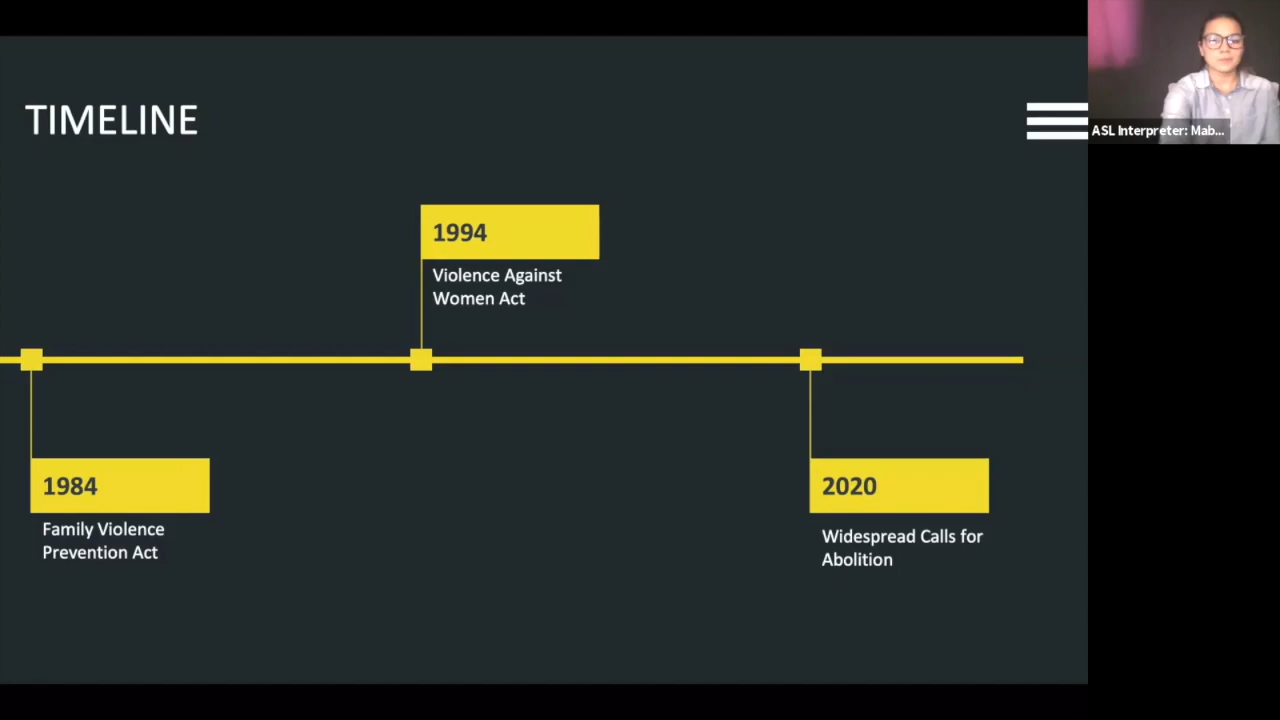 TIMELINE
ASL Interpreter: Mab...
1994
Violence Against
Women Act
1984
Family Violence
Prevention Act
2020
Widespread Calls for
Abolition